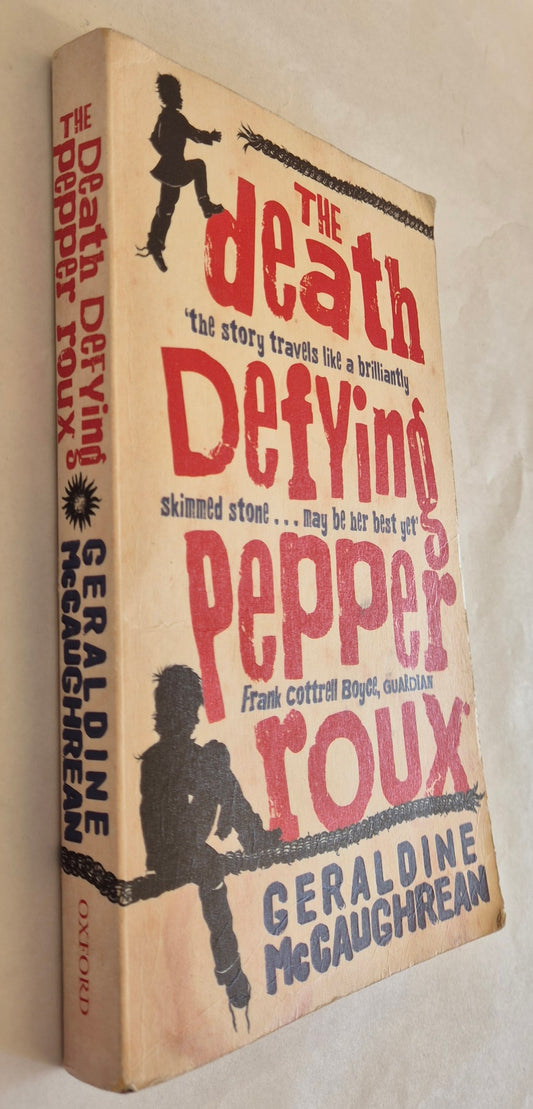 THE Death Defying
Pepper roux
GERALDINE
McCAUGHREAN
OXFORD
THE
death
'the story travels like a brilliantly
Defying
skimmed stone . . . may be her best yet'
pepper
Frank Cottrell Boyce, GUARDIAN
roux
GERALDINE
McCAUGHREAN